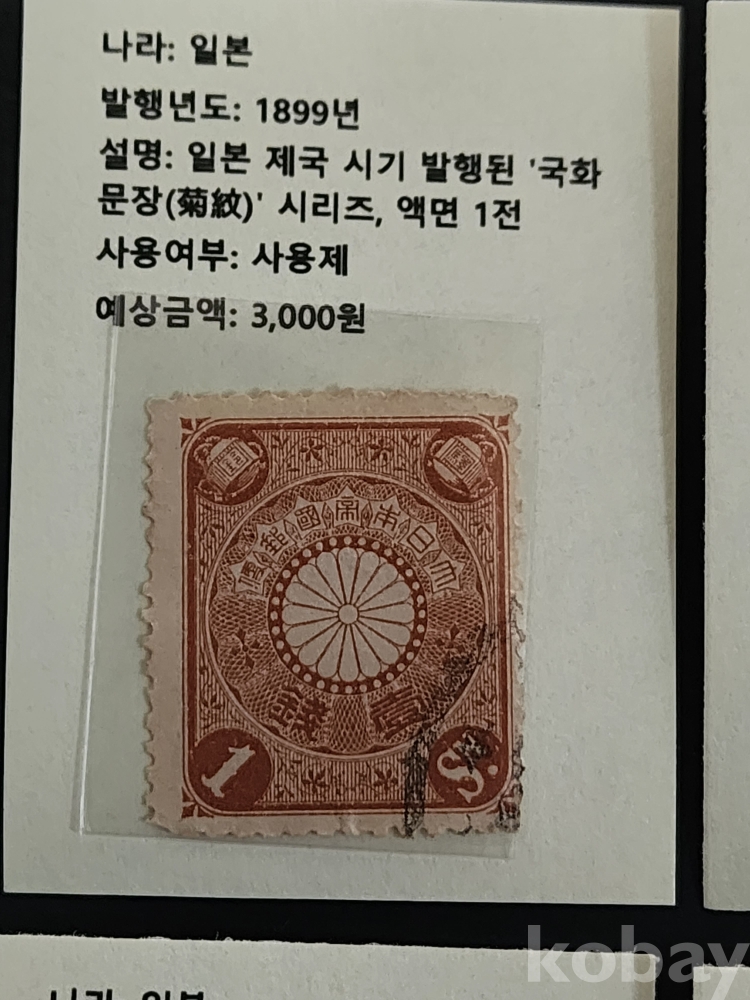 나라: 일본
발행년도: 1899년
설명: 일본 제국 시기 발행된 '국화
문장(菊紋)' 시리즈, 액면 1전
사용여부: 사용제
예상금액: 3,000원
大日本帝國郵便
壹錢
1
S.
kobay